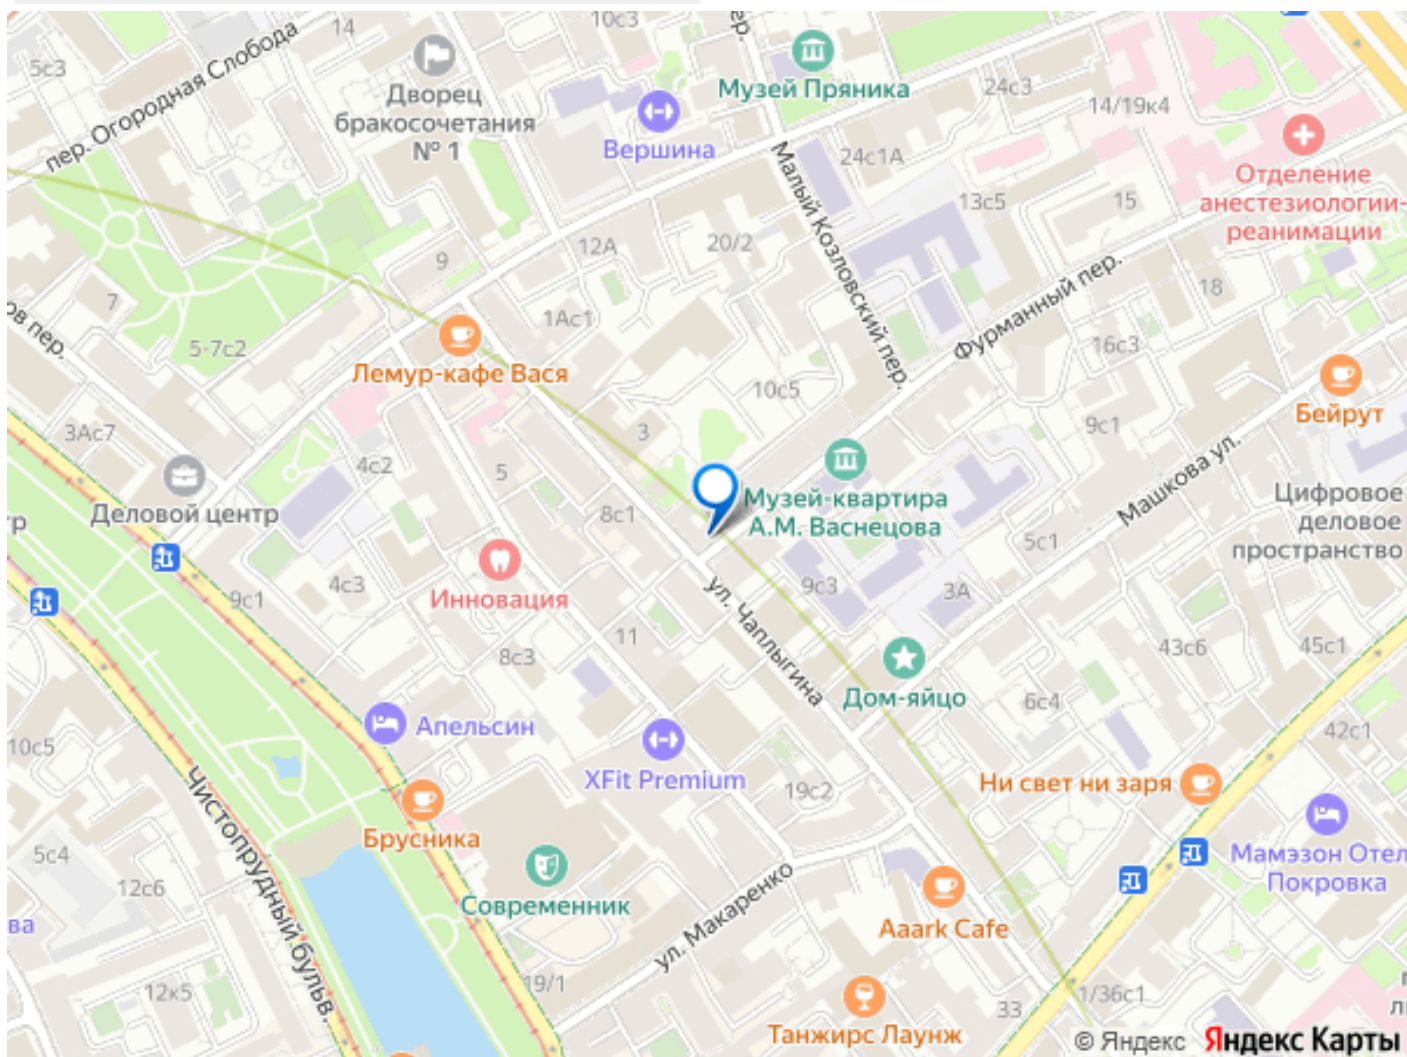 14
10с3
пер.
5с3
пер. Огородная Слобода
Дворец
бракосочетания
№ 1
Вершина
Музей Пряника
24с3
14/19к4
24с1А
Отделение
анестезиологии-
реанимации
Малый Козловский пер.
13с5
15
20/2
12А
9
18
7
ов пер.
5-7с2
1Ас1
Лемур-кафе Вася
Фурманный пер.
16с3
10с5
Бейрут
3Ас7
3
9с1
4с2
5
Деловой центр
8с1
Музей-квартира
А.М. Васнецова
Машкова ул.
Цифровое
деловое
пространство
5с1
Инновация
4с3
9с1
9с3
3А
ул. Чаплыгина
11
8с3
43с6
45с1
Дом-яйцо
6с4
Апельсин
42с1
10с5
XFit Premium
19с2
Ни свет ни заря
Чистопрудный бульв.
Брусника
5с4
12с6
Мамэзон Отель
Покровка
Современник
ул. Макаренко
Aaark Cafe
ва
19/1
12к5
33
1/36с1
Танжирс Лаунж
© Яндекс Яндекс Карты